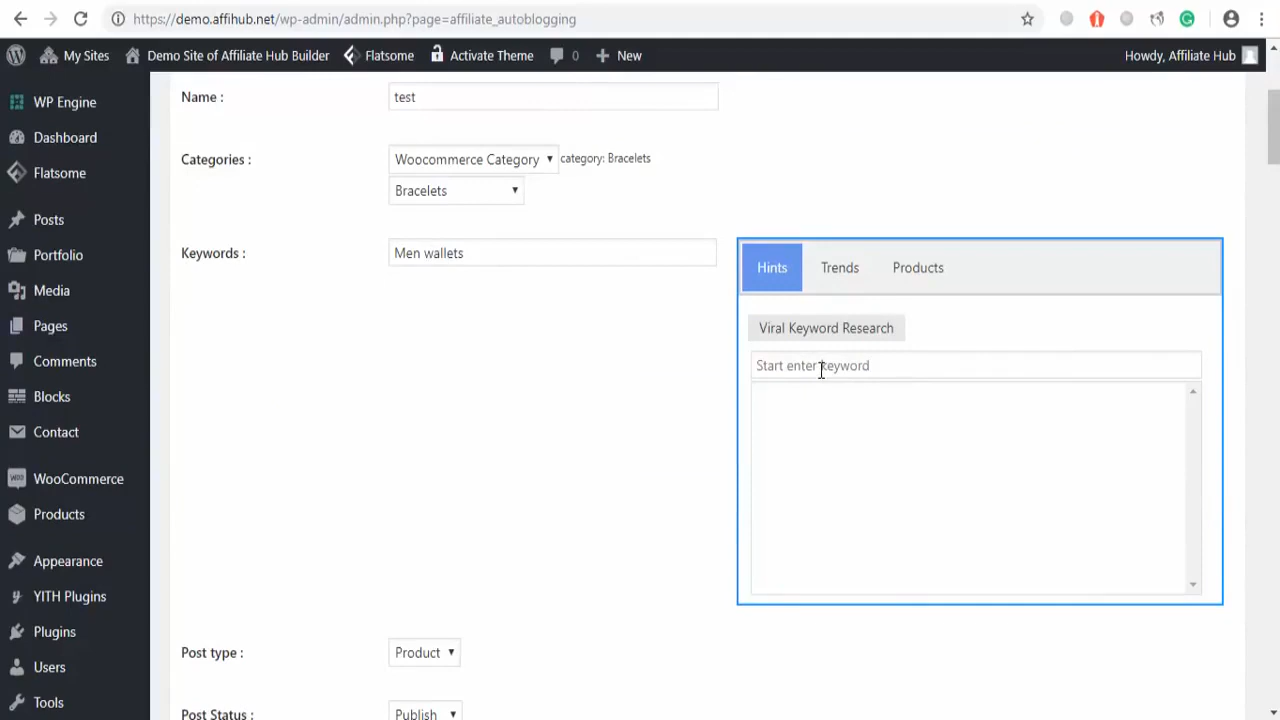 https://demo.affihub.net/wp-admin/admin.php?page=affiliate_autoblogging
My Sites Demo Site of Affiliate Hub Builder Flatsome Activate Theme 0 New Howdy, Affiliate Hub
WP Engine
Dashboard
Flatsome
Posts
Portfolio
Media
Pages
Comments
Blocks
Contact
WooCommerce
Products
Appearance
YITH Plugins
Plugins
Users
Tools
Name : test
Categories : Woocommerce Category category: Bracelets
Bracelets
Keywords : Men wallets
Hints Trends Products
Viral Keyword Research
Start enter keyword
Post type : Product
Post Status : Publish